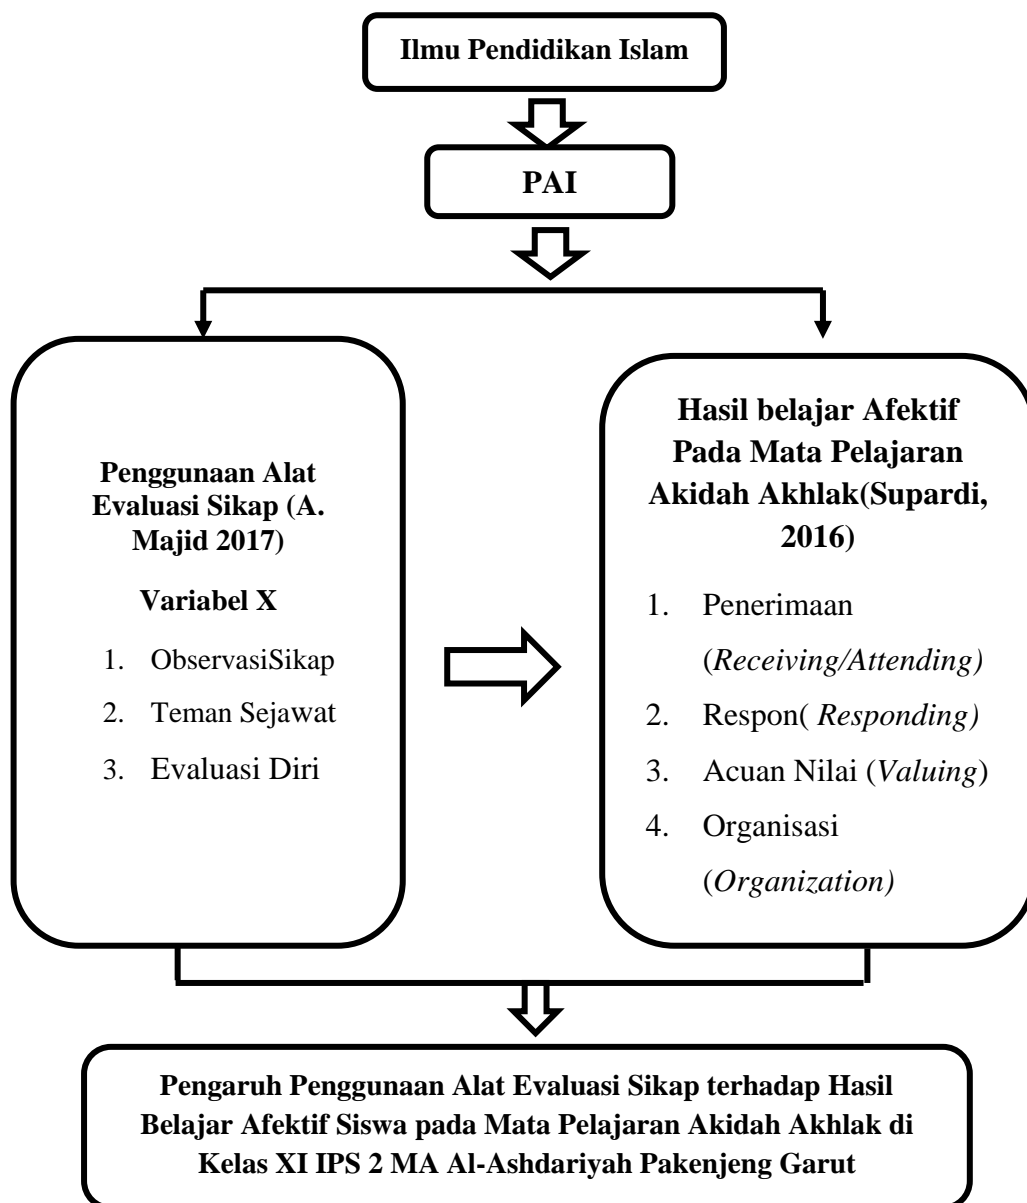 Ilmu Pendidikan Islam
PAI
Penggunaan Alat
Evaluasi Sikap (A.
Majid 2017)
Variabel X
1. ObservasiSikap
2. Teman Sejawat
3. Evaluasi Diri
Hasil belajar Afektif
Pada Mata Pelajaran
Akidah Akhlak(Supardi,
2016)
1. Penerimaan
(Receiving/Attending)
2. Respon( Responding)
3. Acuan Nilai (Valuing)
4. Organisasi
(Organization)
Pengaruh Penggunaan Alat Evaluasi Sikap terhadap Hasil
Belajar Afektif Siswa pada Mata Pelajaran Akidah Akhlak di
Kelas XI IPS 2 MA Al-Ashdariyah Pakenjeng Garut